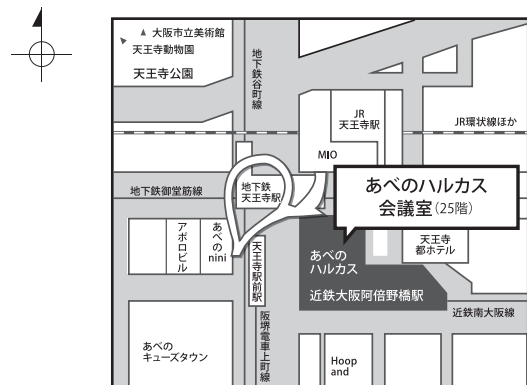 大阪市立美術館
天王寺動物園
天王寺公園
地下鉄谷町線
JR
天王寺駅
JR環状線ほか
MIO
地下鉄御堂筋線
地下鉄
天王寺駅
あべのハルカス
会議室(25階)
アポロビル
あべの
nini
天王寺駅前駅
あべの
ハルカス
近鉄大阪阿倍野橋駅
天王寺
都ホテル
近鉄南大阪線
阪堺電車上町線
あべの
キューズタウン
Hoop
and